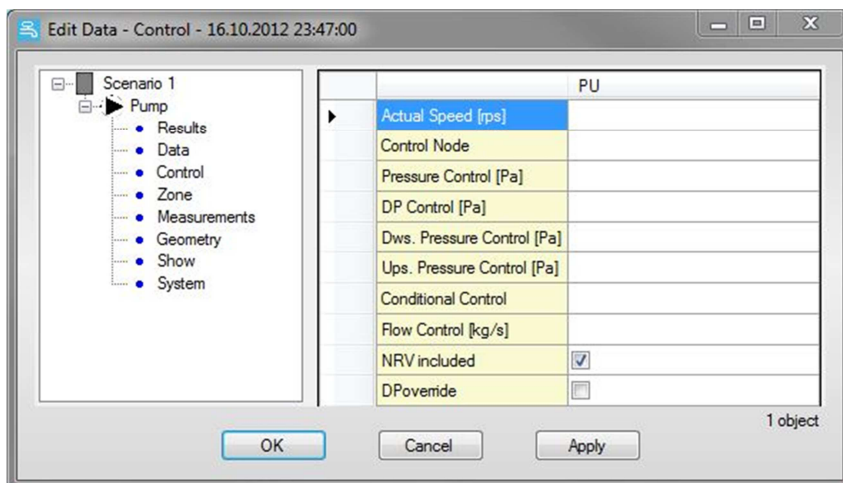 Edit Data - Control - 16.10.2012 23:47:00
Scenario 1
Pump
Results
Data
Control
Zone
Measurements
Geometry
Show
System
PU
Actual Speed [rps]
Control Node
Pressure Control [Pa]
DP Control [Pa]
Dws. Pressure Control [Pa]
Ups. Pressure Control [Pa]
Conditional Control
Flow Control [kg/s]
NRV included
DPoverride
1 object
OK Cancel Apply